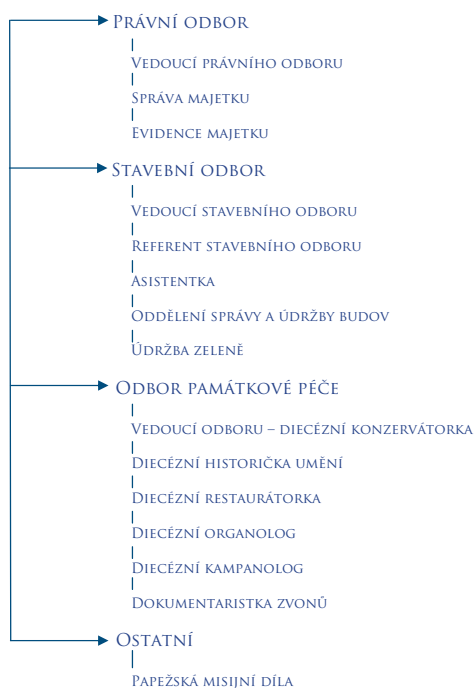 Právní odbor
Vedoucí právního odboru
Správa majetku
Evidence majetku
Stavební odbor
Vedoucí stavebního odboru
Referent stavebního odboru
Asistentka
Oddělení správy a údržby budov
Údržba zeleně
Odbor památkové péče
Vedoucí odboru – diecézní konzervátorka
Diecézní historička umění
Diecézní restaurátorka
Diecézní organolog
Diecézní kampanolog
Dokumentaristka zvonů
Ostatní
Papežská misijní díla